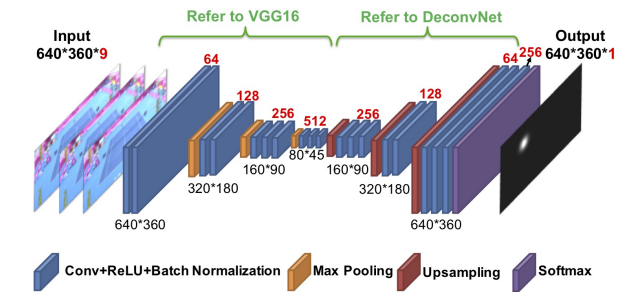 Refer to VGG16
Refer to DeconvNet
Input
640*360*9
Output
640*360*1
64
128
256
512
256
128
64
256
640*360
320*180
160*90
80*45
160*90
320*180
640*360
Conv+ReLU+Batch Normalization
Max Pooling
Upsampling
Softmax